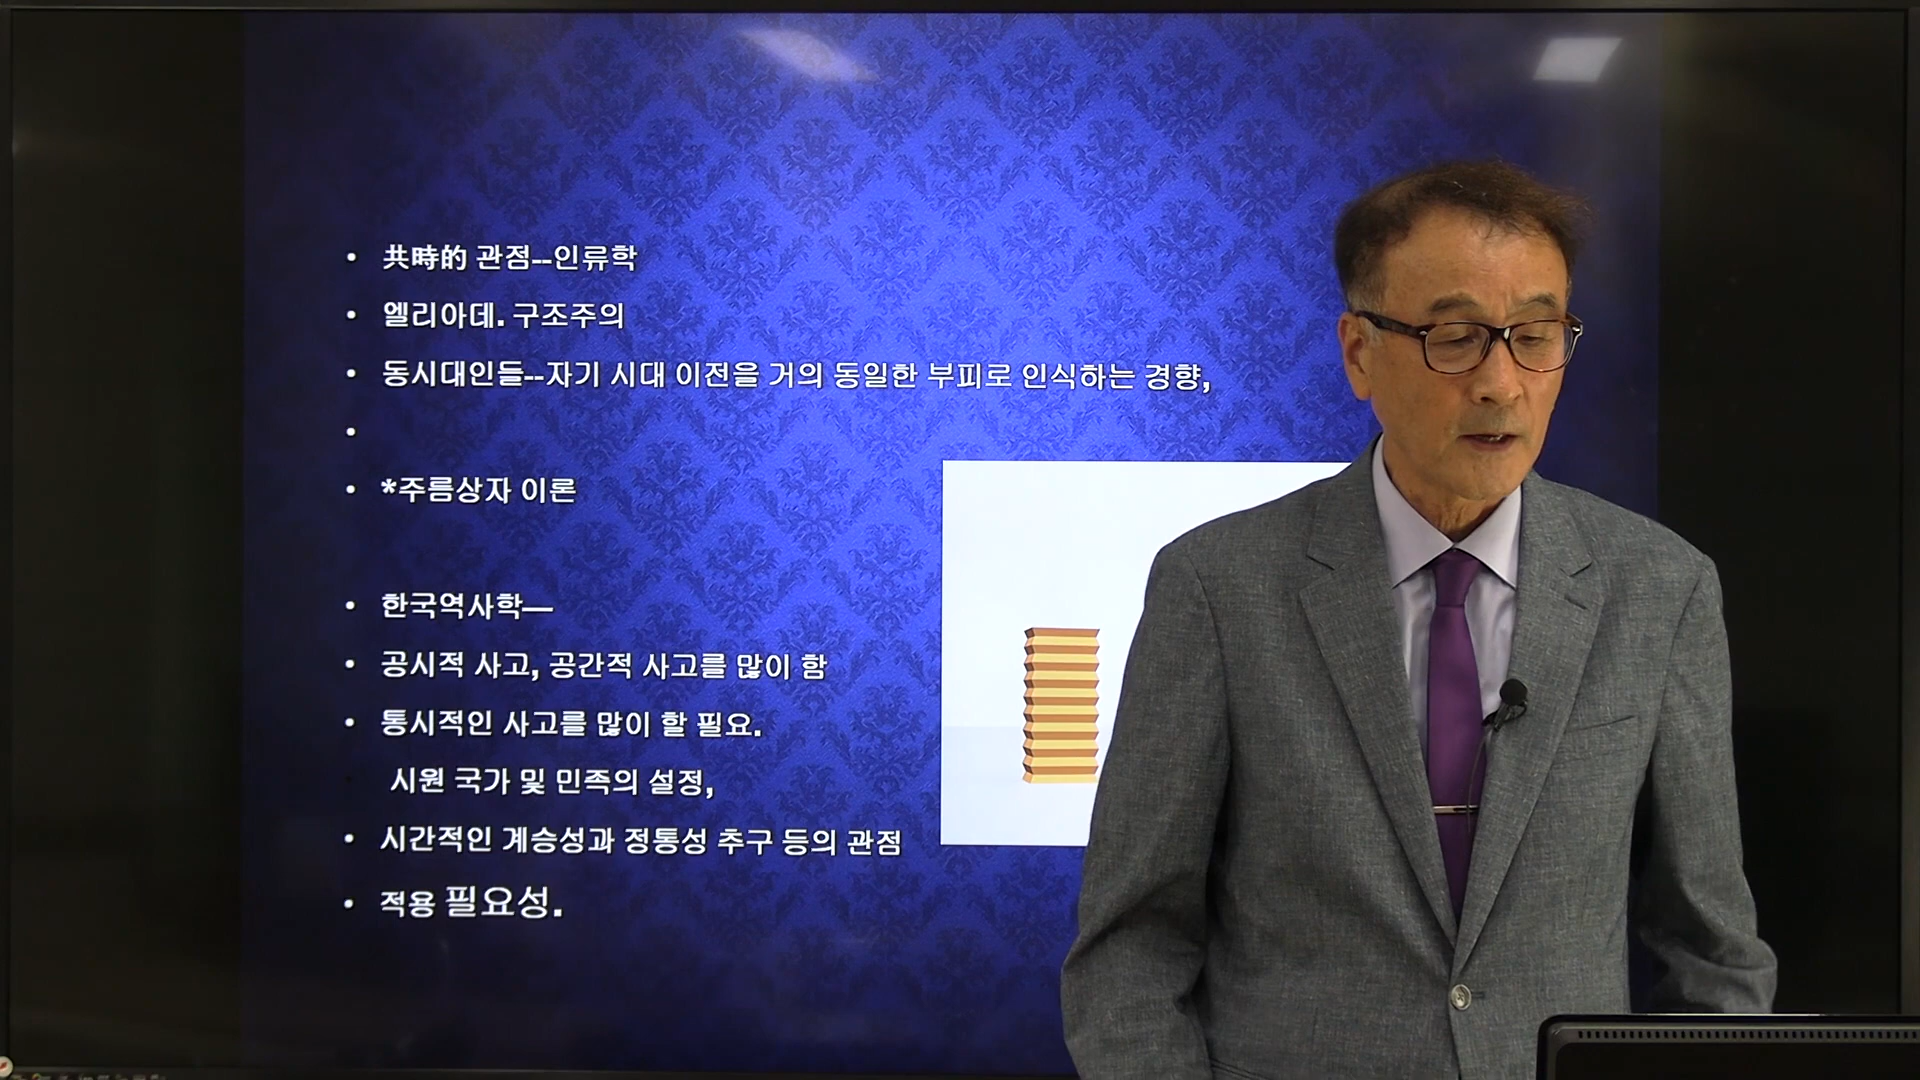 共時的 관점--인류학
엘리아데. 구조주의
동시대인들--자기 시대 이전을 거의 동일한 부피로 인식하는 경향,
*주름상자 이론
한국역사학—
공시적 사고, 공간적 사고를 많이 함
통시적인 사고를 많이 할 필요.
시원 국가 및 민족의 설정,
시간적인 계승성과 정통성 추구 등의 관점
적용 필요성.